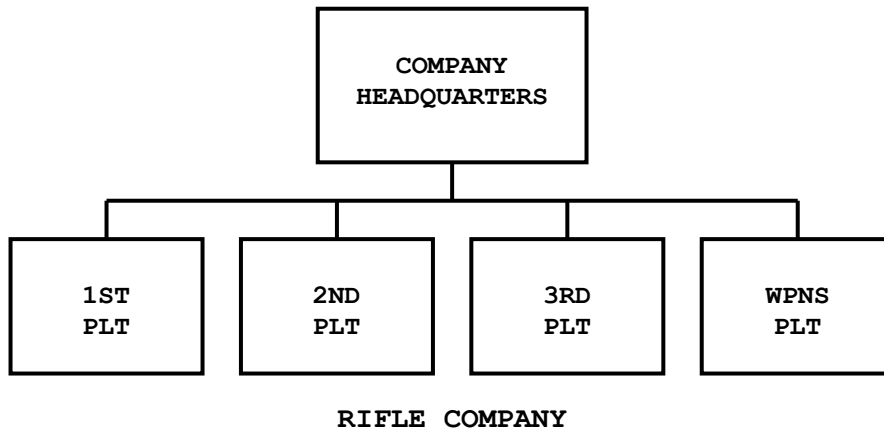 COMPANY
HEADQUARTERS
1ST
PLT
2ND
PLT
3RD
PLT
WPNS
PLT
RIFLE COMPANY